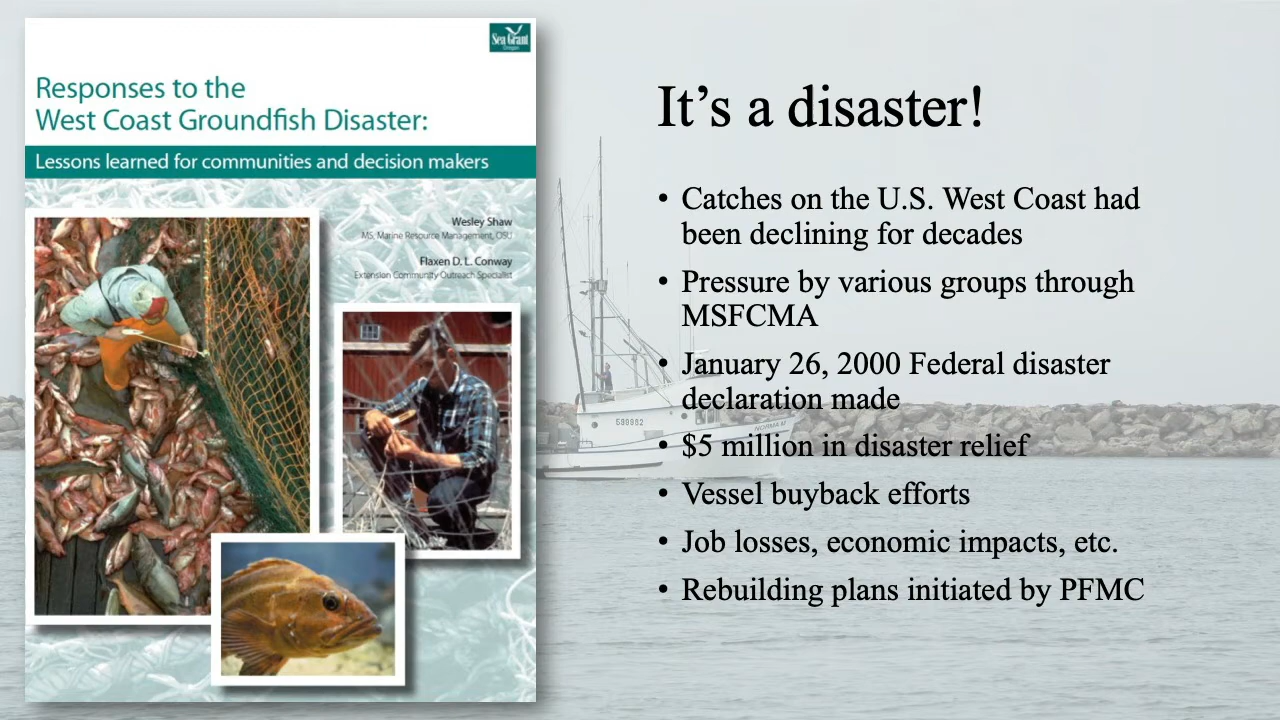 Sea Grant
Oregon
Responses to the
West Coast Groundfish Disaster:
Lessons learned for communities and decision makers
Wesley Shaw
MS, Marine Resource Management, OSU
Flaxen D. L. Conway
Extension Community Outreach Specialist
It's a disaster!
• Catches on the U.S. West Coast had
been declining for decades
• Pressure by various groups through
MSFCMA
• January 26, 2000 Federal disaster
declaration made
• $5 million in disaster relief
• Vessel buyback efforts
• Job losses, economic impacts, etc.
• Rebuilding plans initiated by PFMC
NORMA M